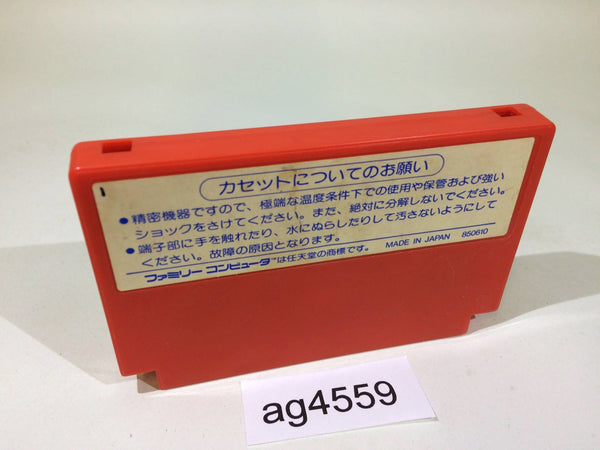 カセットについてのお願い
●精密機器ですので、極端な温度条件下での使用や保管および強い
ショックをさけてください。また、絶対に分解しないでください。
●端子部に手を触れたり、水にぬらしたりして汚さないようにして
ください。故障の原因となります。
ファミリー コンピュータ™は任天堂の商標です。 MADE IN JAPAN 850610
ag4559